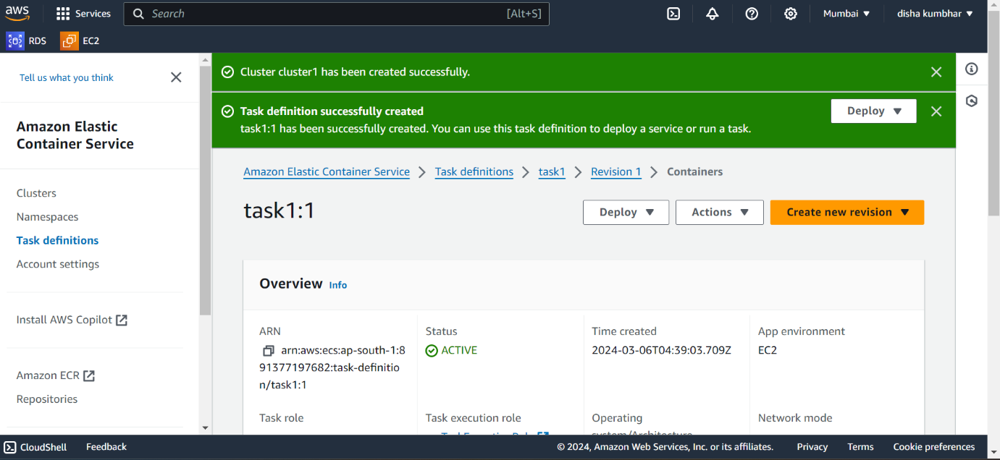 aws
Services
Search
[Alt+S]
Mumbai ▼
disha kumbhar ▼
RDS
EC2
Tell us what you think
Amazon Elastic
Container Service
Clusters
Namespaces
Task definitions
Account settings
Install AWS Copilot
Amazon ECR
Repositories
Cluster cluster1 has been created successfully.
Task definition successfully created
task1:1 has been successfully created. You can use this task definition to deploy a service or run a task.
Deploy ▼
Amazon Elastic Container Service > Task definitions > task1 > Revision 1 > Containers
task1:1
Deploy ▼
Actions ▼
Create new revision ▼
Overview Info
ARN
arn:aws:ecs:ap-south-1:8
91377197682:task-definitio
n/task1:1
Status
ACTIVE
Time created
2024-03-06T04:39:03.709Z
App environment
EC2
Task role
Task execution role
Operating
system/Architecture
Network mode
CloudShell
Feedback
© 2024, Amazon Web Services, Inc. or its affiliates.
Privacy
Terms
Cookie preferences